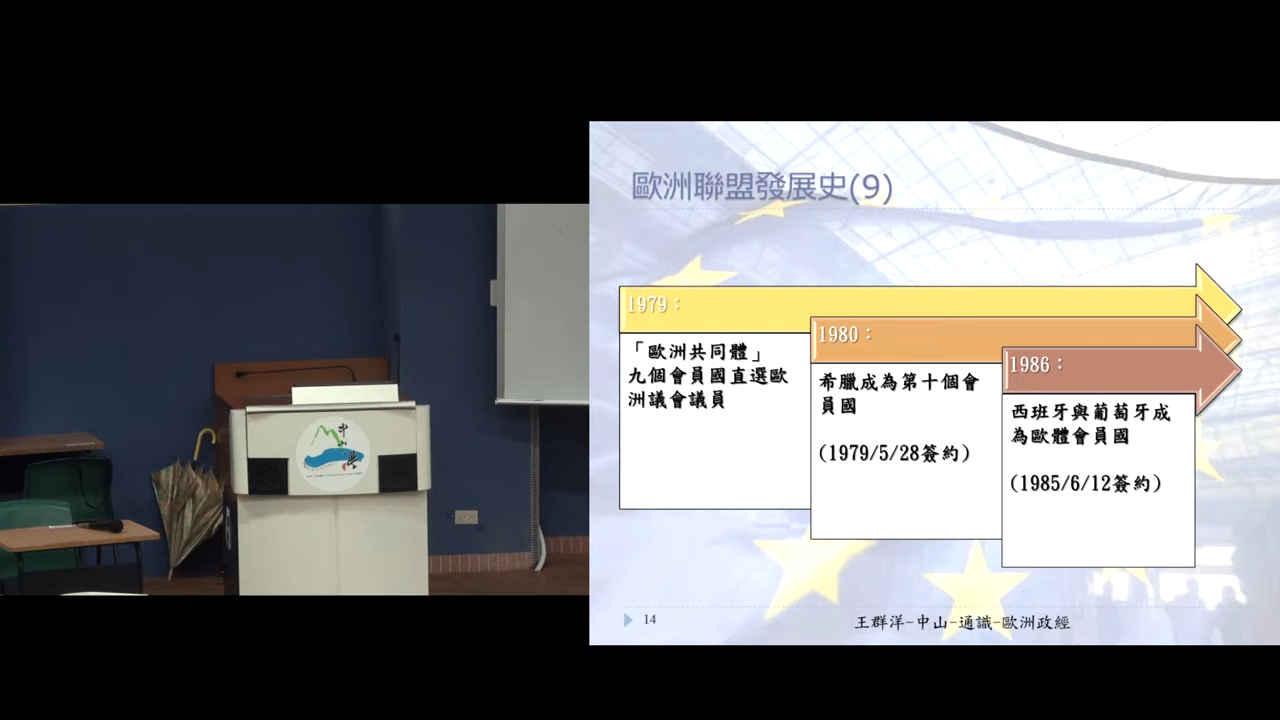 歐洲聯盟發展史(9)
1979：
「歐洲共同體」
九個會員國直選歐
洲議會議員
1980：
希臘成為第十個會
員國
(1979/5/28簽約)
1986：
西班牙與葡萄牙成
為歐體會員國
(1985/6/12簽約)
14
王群洋-中山-通識-歐洲政經
中山